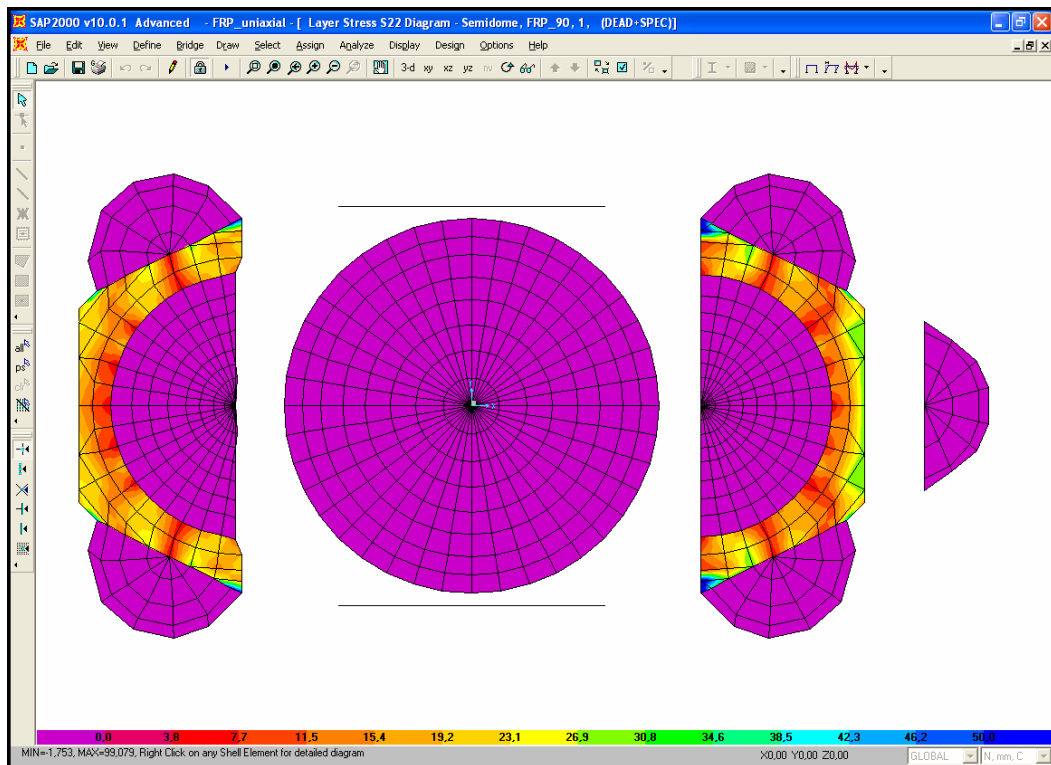 SAP2000 v10.0.1 Advanced - FRP_uniaxial - [ Layer Stress S22 Diagram - Semidome, FRP_90, 1, (DEAD+SPEC)]
File Edit View Define Bridge Draw Select Assign Analyze Display Design Options Help
3-d xy xz yz nv
all
ps
clr
0,0 3,8 7,7 11,5 15,4 19,2 23,1 26,9 30,8 34,6 38,5 42,3 46,2 50,0
MIN=-1,753, MAX=99,079, Right Click on any Shell Element for detailed diagram X0,00 Y0,00 Z0,00 GLOBAL N, mm, C